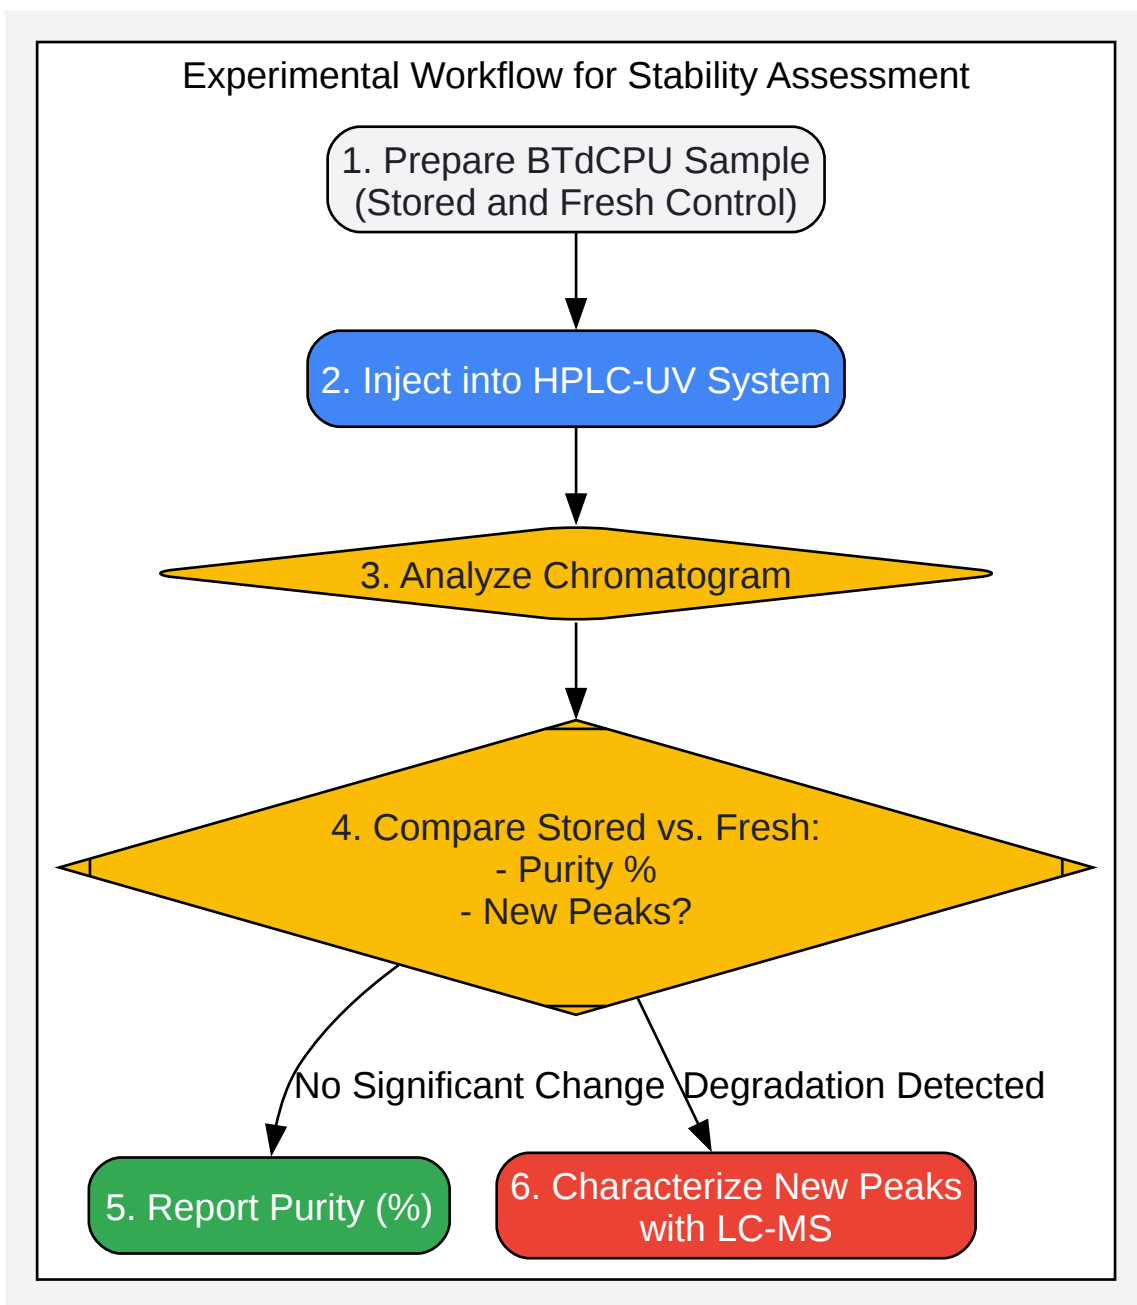 Experimental Workflow for Stability Assessment
1. Prepare BTdCPU Sample
(Stored and Fresh Control)
2. Inject into HPLC-UV System
3. Analyze Chromatogram
4. Compare Stored vs. Fresh:
- Purity %
- New Peaks?
No Significant Change
Degradation Detected
5. Report Purity (%)
6. Characterize New Peaks
with LC-MS